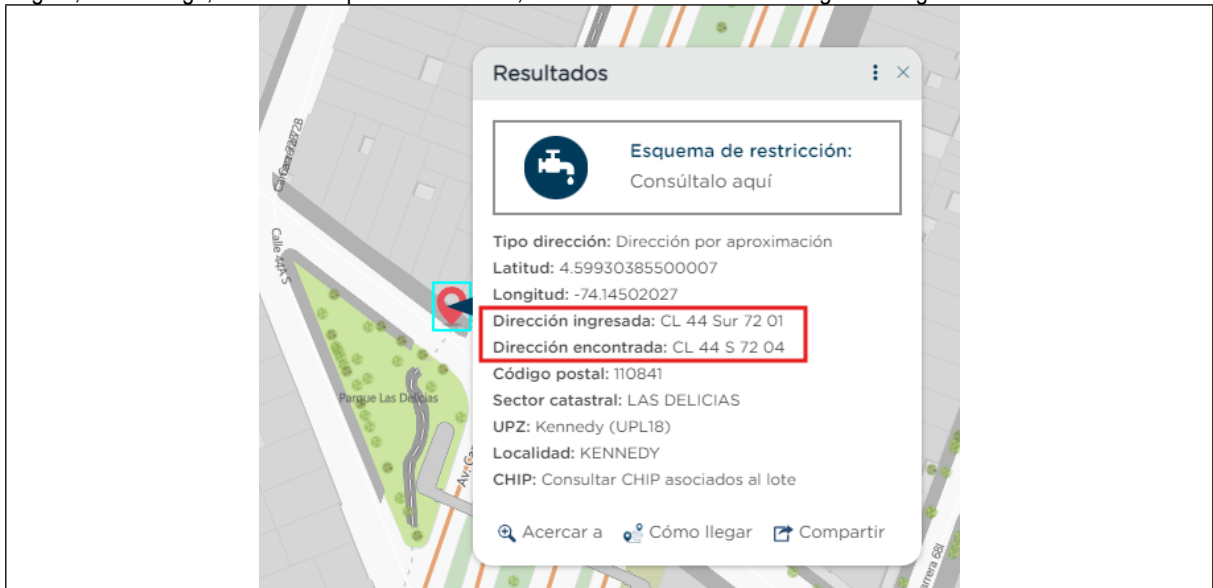 Resultados
Esquema de restricción:
Consúltalo aquí
Tipo dirección: Dirección por aproximación
Latitud: 4.59930385500007
Longitud: -74.14502027
Dirección ingresada: CL 44 Sur 72 01
Dirección encontrada: CL 44 S 72 04
Código postal: 110841
Sector catastral: LAS DELICIAS
UPZ: Kennedy (UPL18)
Localidad: KENNEDY
CHIP: Consultar CHIP asociados al lote
Acercar a Cómo llegar Compartir
Calle 44A S
Parque Las Delicias
Carrera 68I